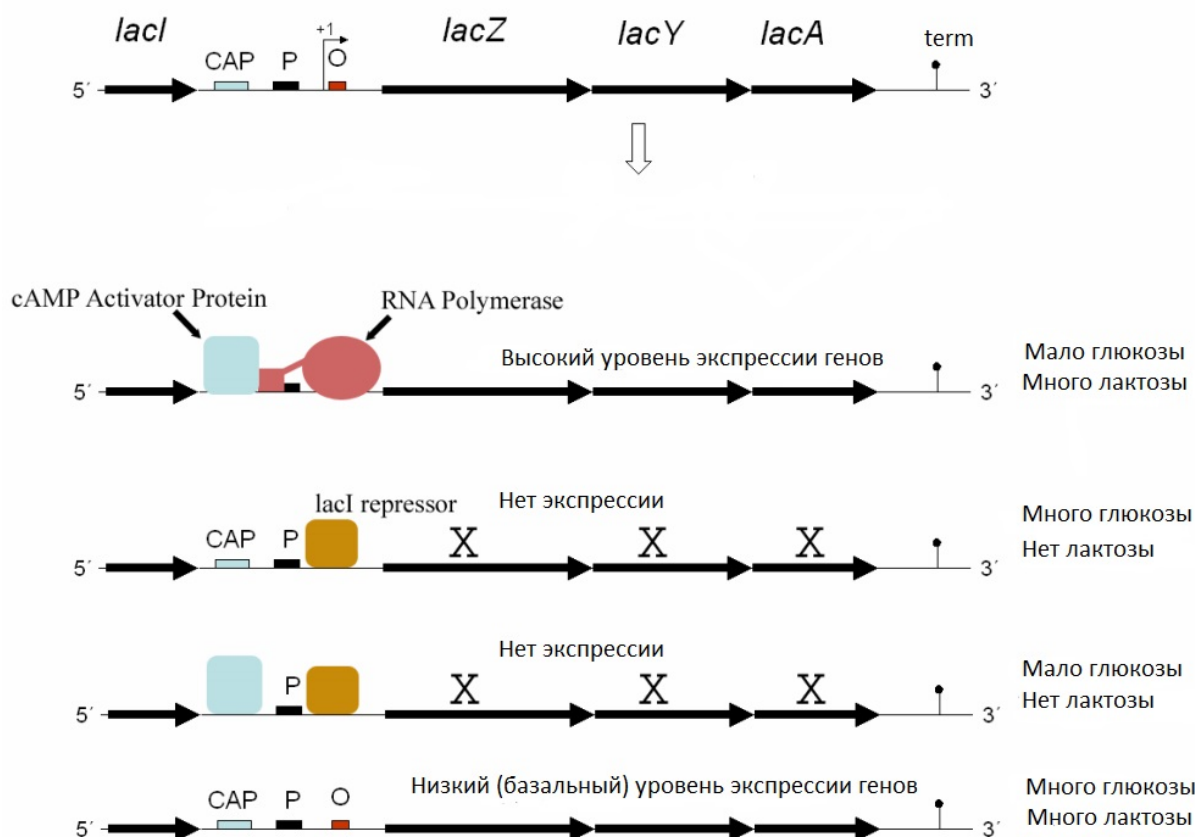 lacI
lacZ
lacY
lacA
term
+1
CAP P O
5´ 3´
cAMP Activator Protein
RNA Polymerase
Высокий уровень экспрессии генов
Мало глюкозы
Много лактозы
5´ 3´
lacI repressor
Нет экспрессии
Много глюкозы
CAP P X X X
Нет лактозы
5´ 3´
Нет экспрессии
Мало глюкозы
P X X X
Нет лактозы
5´ 3´
Низкий (базальный) уровень экспрессии генов
Много глюкозы
CAP P O
Много лактозы
5´ 3´